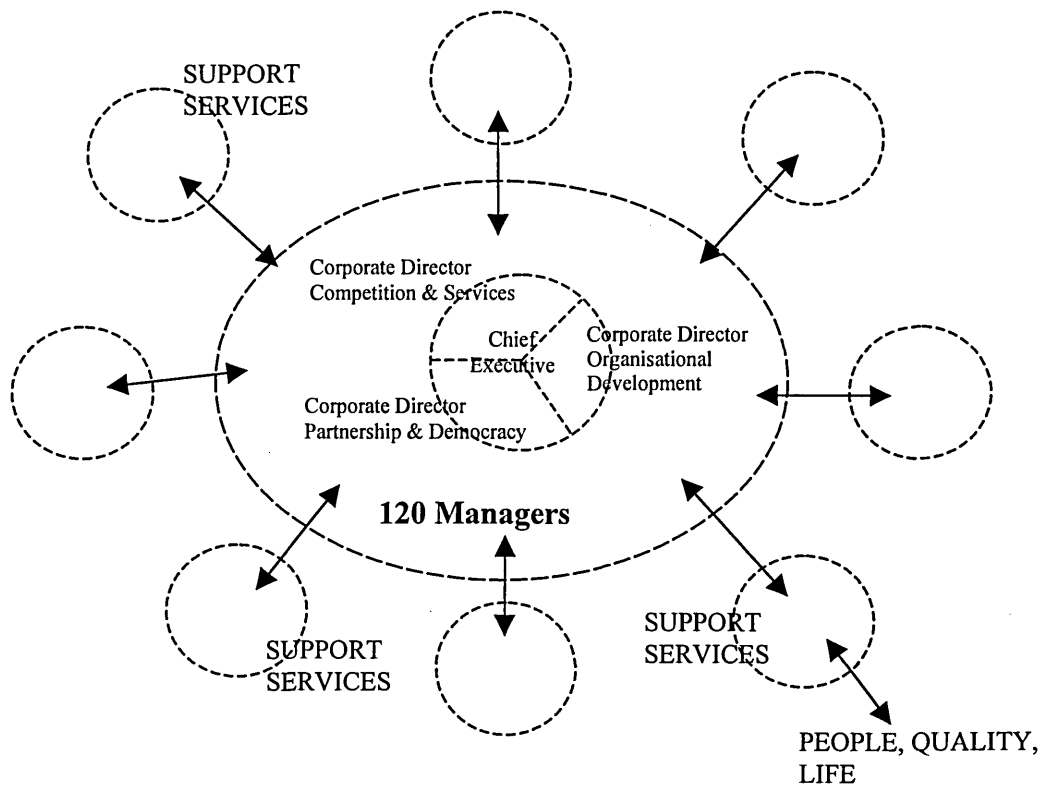 SUPPORT
SERVICES
Corporate Director
Competition & Services
Chief
Executive
Corporate Director
Organisational
Development
Corporate Director
Partnership & Democracy
120 Managers
SUPPORT
SERVICES
SUPPORT
SERVICES
PEOPLE, QUALITY,
LIFE